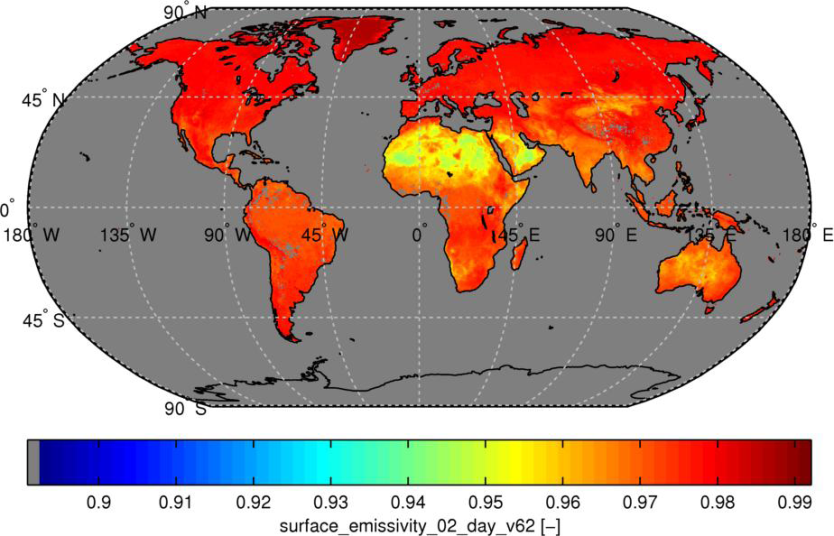 90° N
45° N
0°
180° W 135° W 90° W 45° W 0° 45° E 90° E 135° E 180° E
45° S
90 S
0.9 0.91 0.92 0.93 0.94 0.95 0.96 0.97 0.98 0.99
surface_emissivity_02_day_v62 [−]